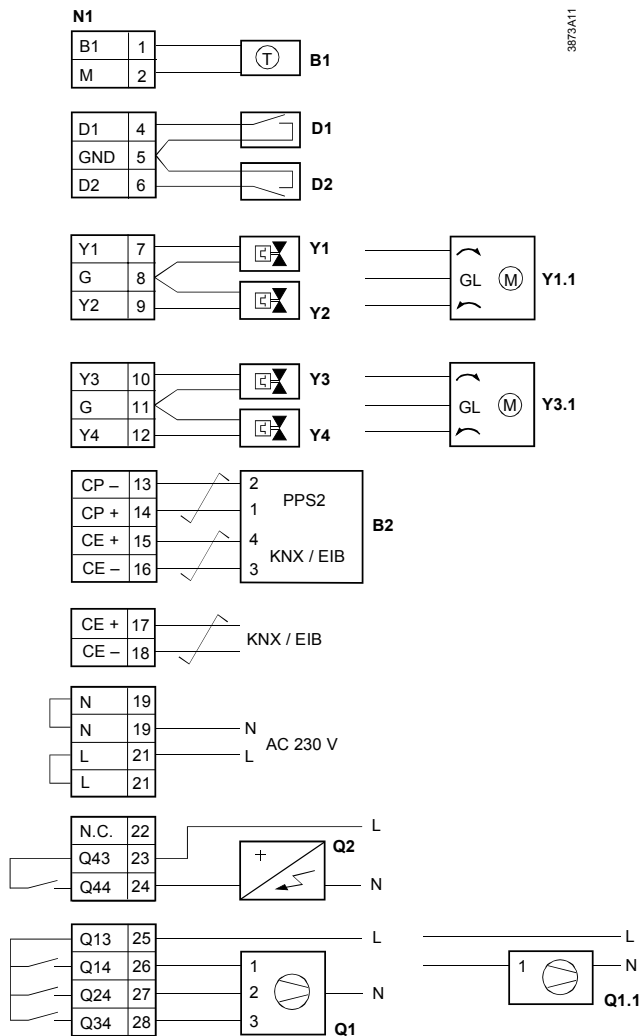 N1
3873A11
B1 1
M 2
T
B1
D1 4
GND 5
D2 6
D1
D2
Y1 7
G 8
Y2 9
Y1
Y2
GL M
Y1.1
Y3 10
G 11
Y4 12
Y3
Y4
GL M
Y3.1
CP – 13
CP + 14
CE + 15
CE – 16
2
1
4
3
PPS2
KNX / EIB
B2
CE + 17
CE – 18
KNX / EIB
N 19
N 19
L 21
L 21
N
L
AC 230 V
N.C. 22
Q43 23
Q44 24
L
Q2
+
N
Q13 25
Q14 26
Q24 27
Q34 28
L
1
2
3
N
Q1
L
1
N
Q1.1